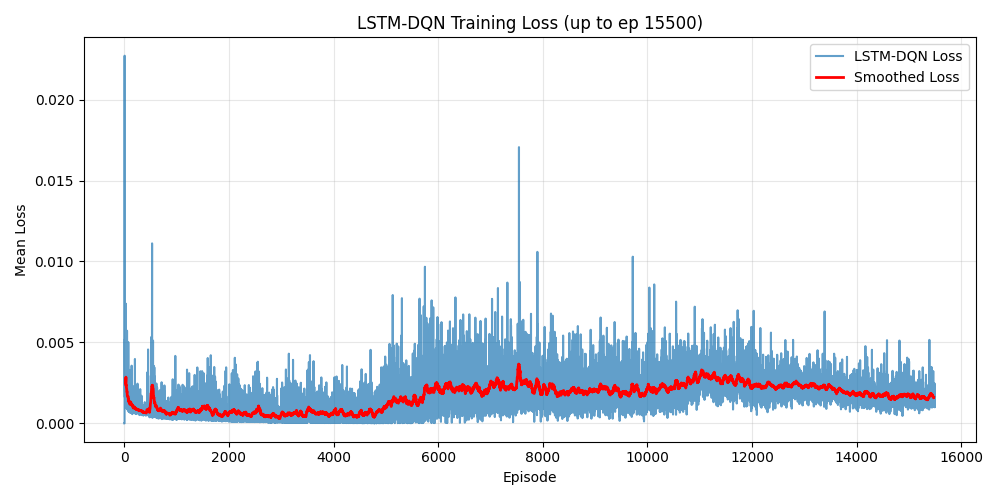 LSTM-DQN Training Loss (up to ep 15500)
LSTM-DQN Loss
Smoothed Loss
Mean Loss
0.020
0.015
0.010
0.005
0.000
0 2000 4000 6000 8000 10000 12000 14000 16000
Episode